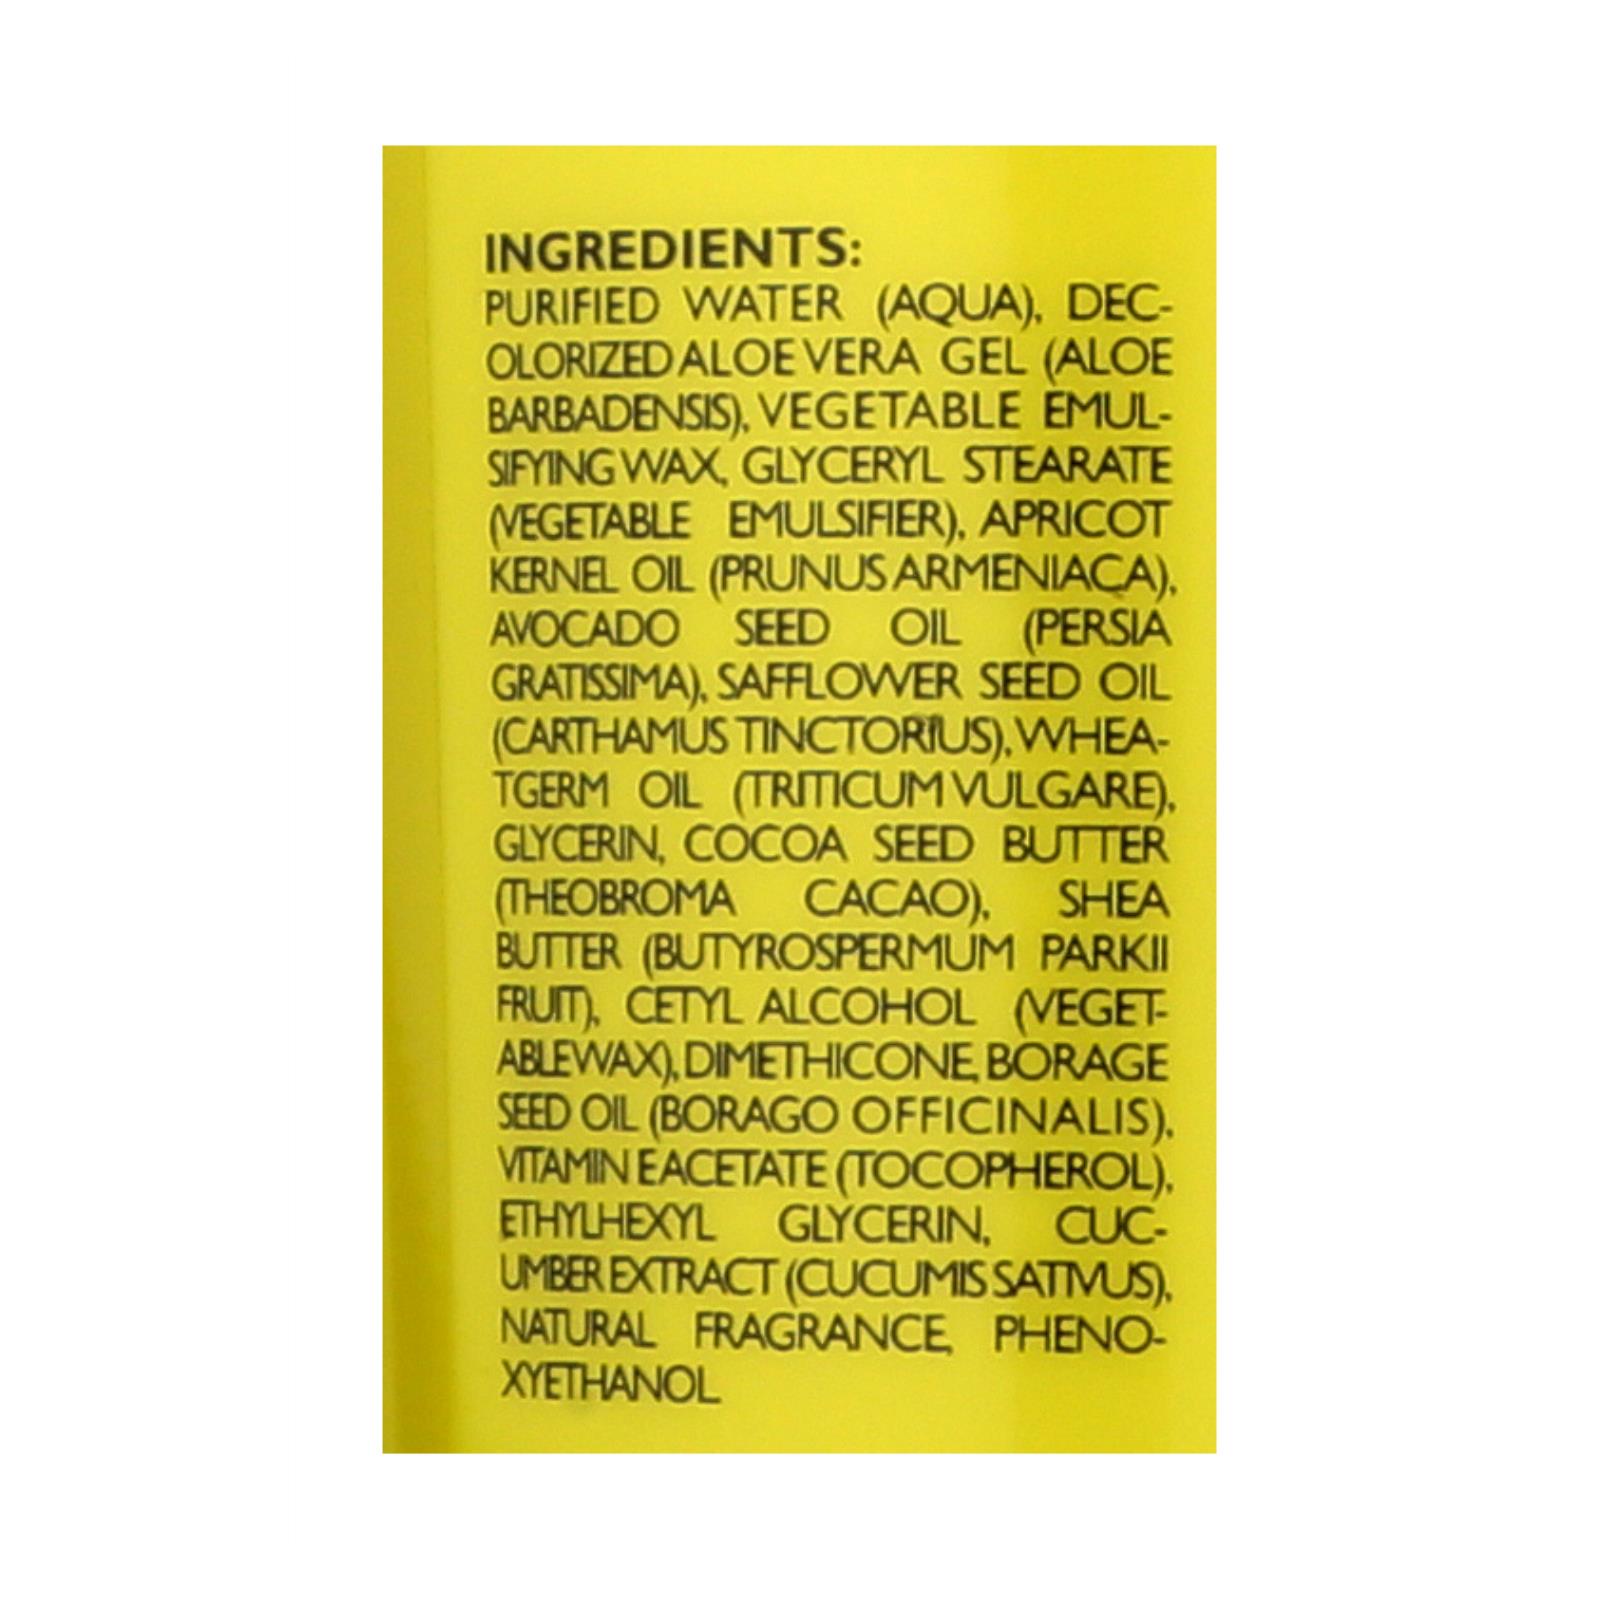 INGREDIENTS:
PURIFIED WATER (AQUA), DEC-
OLORIZED ALOE VERA GEL (ALOE
BARBADENSIS), VEGETABLE EMUL-
SIFYING WAX, GLYCERYL STEARATE
(VEGETABLE EMULSIFIER), APRICOT
KERNEL OIL (PRUNUS ARMENIACA),
AVOCADO SEED OIL (PERSIA
GRATISSIMA), SAFFLOWER SEED OIL
(CARTHAMUS TINCTORIUS), WHEA-
TGERM OIL (TRITICUM VULGARE),
GLYCERIN, COCOA SEED BUTTER
(THEOBROMA CACAO), SHEA
BUTTER (BUTYROSPERMUM PARKII
FRUIT), CETYL ALCOHOL (VEGET-
ABLE WAX), DIMETHICONE, BORAGE
SEED OIL (BORAGO OFFICINALIS),
VITAMIN E ACETATE (TOCOPHEROL),
ETHYLHEXYL GLYCERIN, CUC-
UMBER EXTRACT (CUCUMIS SATIVUS),
NATURAL FRAGRANCE, PHENO-
XYETHANOL